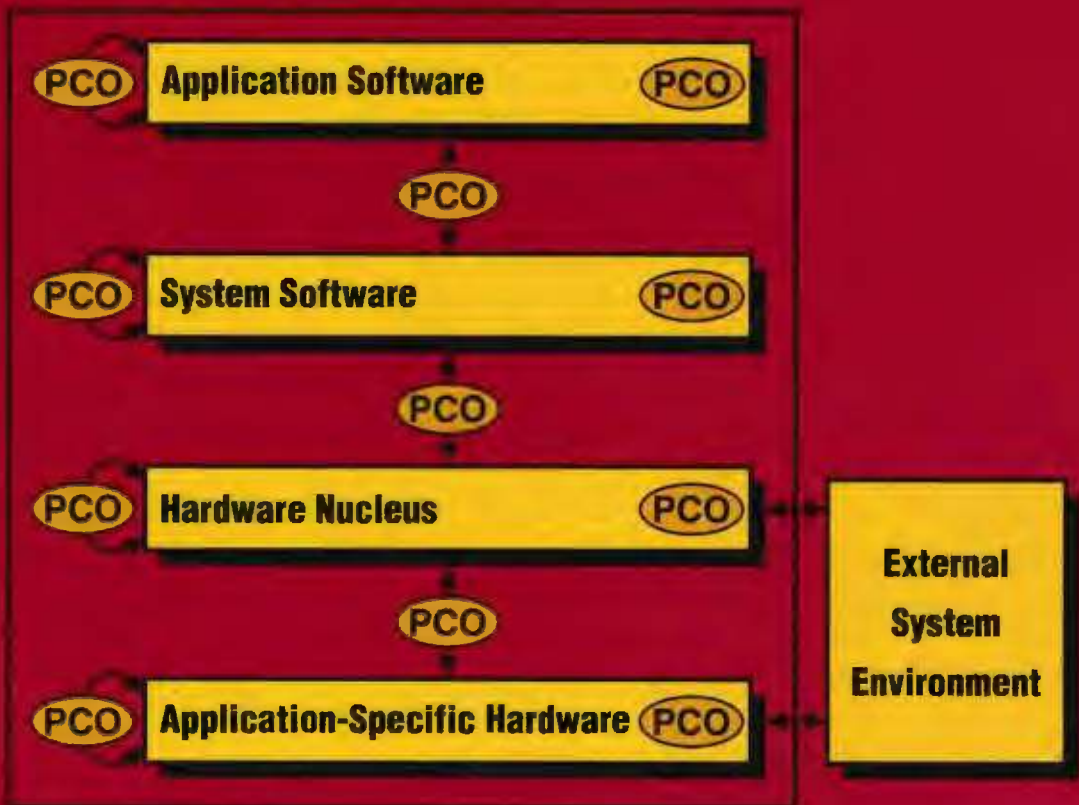 PCO Application Software PCO
PCO
PCO System Software PCO
PCO
PCO Hardware Nucleus PCO
PCO
PCO Application-Specific Hardware PCO
External
System
Environment